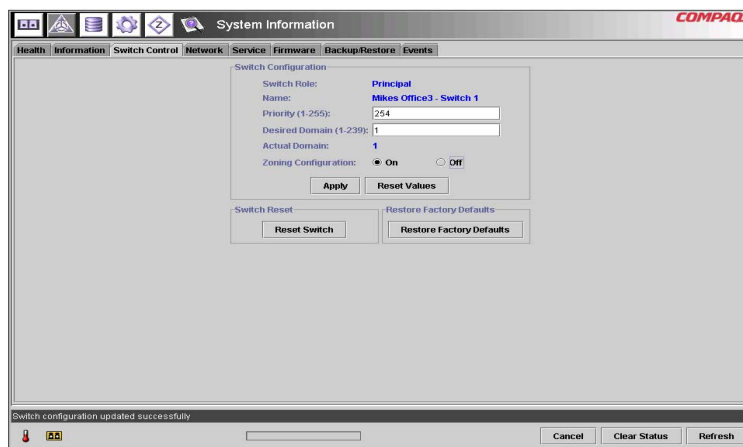 System Information
COMPAQ
Health Information Switch Control Network Service Firmware Backup/Restore Events
Switch Configuration
Switch Role: Principal
Name: Mikes Office3 - Switch 1
Priority (1-255): 254
Desired Domain (1-239): 1
Actual Domain: 1
Zoning Configuration: On Off
Apply Reset Values
Switch Reset Restore Factory Defaults
Reset Switch Restore Factory Defaults
Switch configuration updated successfully
Cancel Clear Status Refresh